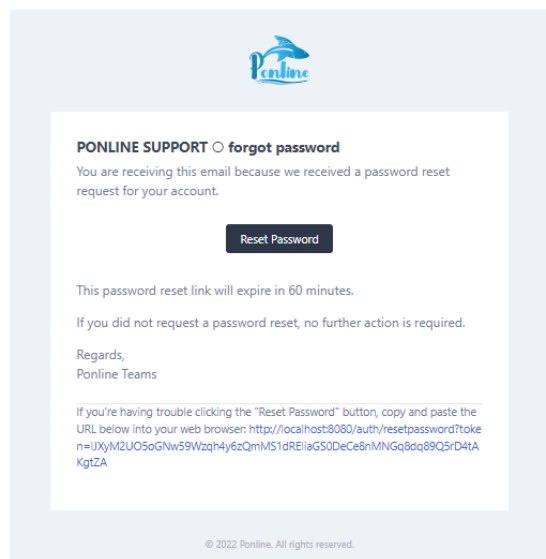 Ponline
PONLINE SUPPORT ○ forgot password
You are receiving this email because we received a password reset
request for your account.
Reset Password
This password reset link will expire in 60 minutes.
If you did not request a password reset, no further action is required.
Regards,
Ponline Teams
If you're having trouble clicking the "Reset Password" button, copy and paste the
URL below into your web browser: http://localhost:8080/auth/resetpassword?toke
n=IJXyM2UO5oGNw59Wzqh4y6zQmMS1dREliaGS0DeCe8nMNGq8dq89Q5rD4tA
KgtZA
© 2022 Ponline. All rights reserved.